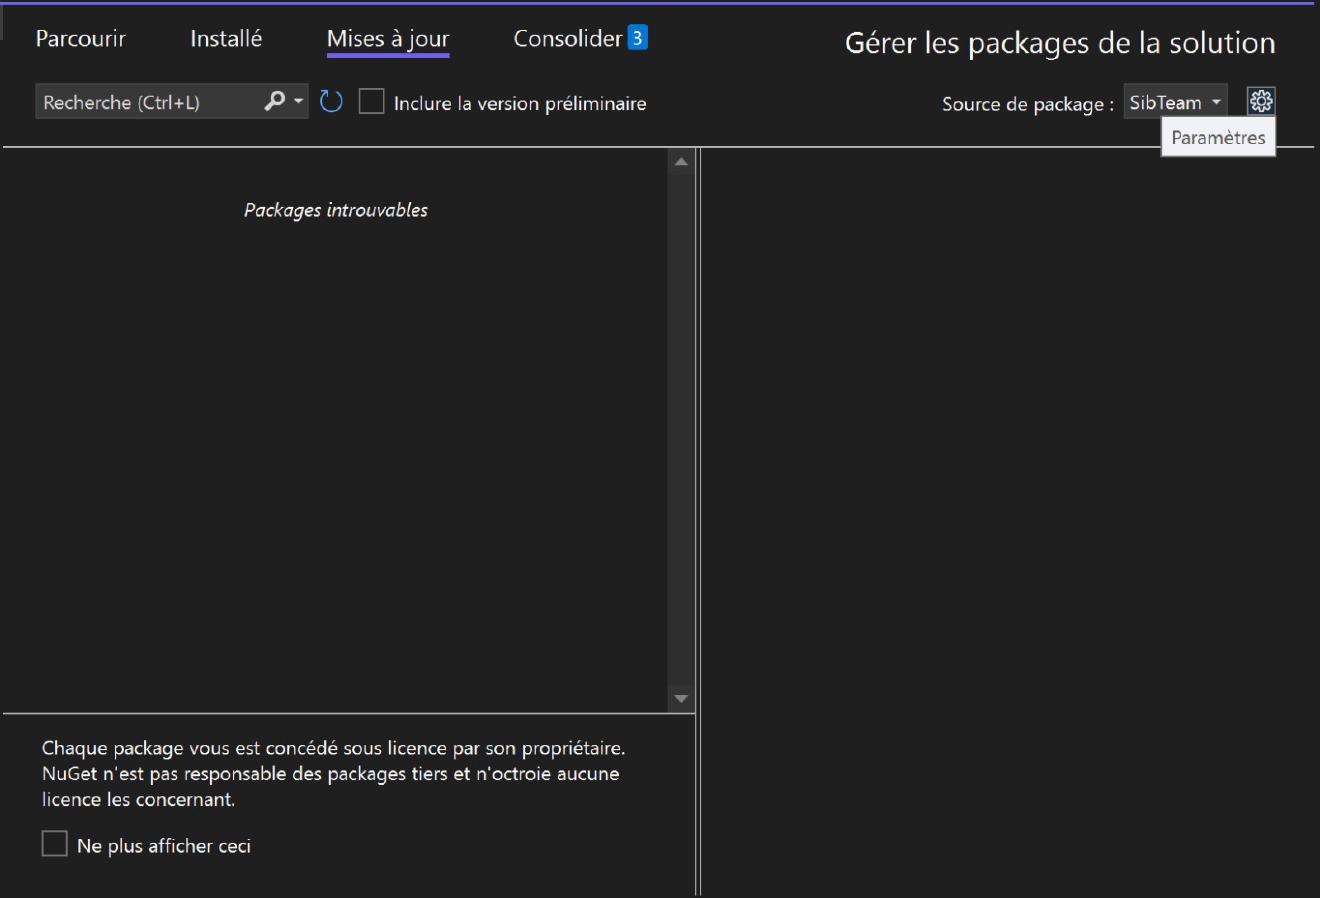 Parcourir
Installé
Mises à jour
Consolider 3
Gérer les packages de la solution
Recherche (Ctrl+L)
Inclure la version préliminaire
Source de package :
SibTeam
Paramètres
Packages introuvables
Chaque package vous est concédé sous licence par son propriétaire.
NuGet n'est pas responsable des packages tiers et n'octroie aucune
licence les concernant.
Ne plus afficher ceci